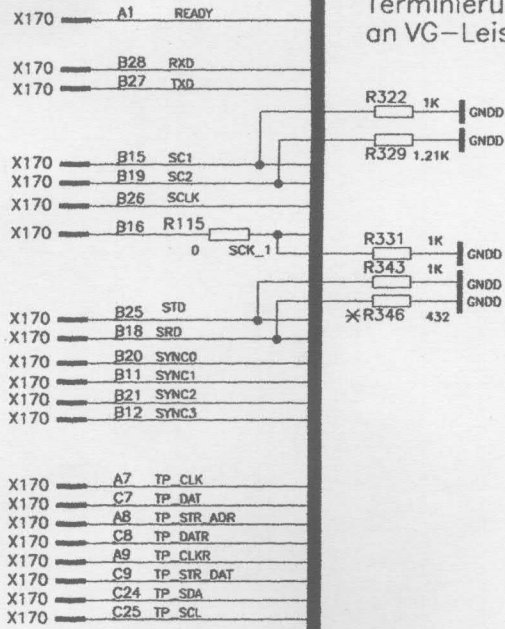 Terminieru
an VG-Leis
X170 A1 READY
X170 B28 RXD
X170 B27 TXD
R322 1K GNDD
R329 1.21K GNDD
X170 B15 SC1
X170 B19 SC2
X170 B26 SCLK
X170 B16 R115 0 SCK_1
R331 1K GNDD
R343 1K GNDD
*R346 432 GNDD
X170 B25 STD
X170 B18 SRD
X170 B20 SYNC0
X170 B11 SYNC1
X170 B21 SYNC2
X170 B12 SYNC3
X170 A7 TP_CLK
X170 C7 TP_DAT
X170 A8 TP_STR_ADR
X170 C8 TP_DATR
X170 A9 TP_CLKR
X170 C9 TP_STR_DAT
X170 C24 TP_SDA
X170 C25 TP_SCL